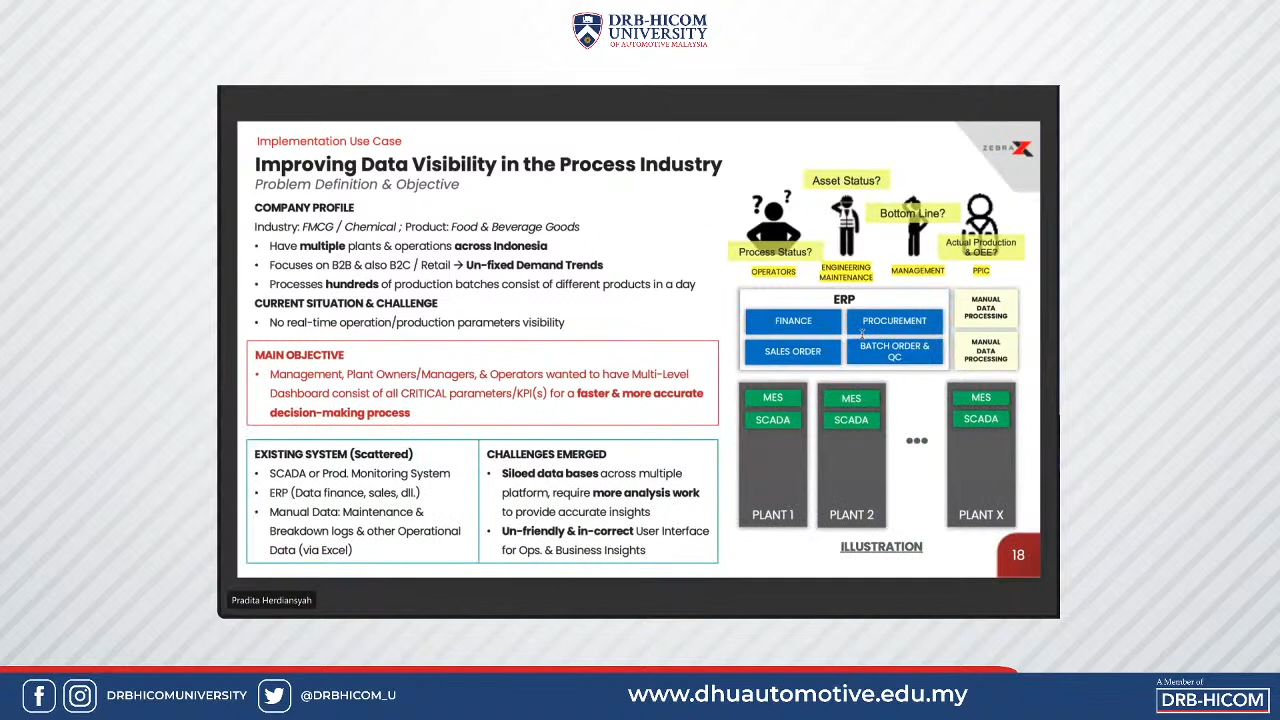 DRB-HICOM
UNIVERSITY
OF AUTOMOTIVE MALAYSIA
Implementation Use Case
Improving Data Visibility in the Process Industry
Problem Definition & Objective
COMPANY PROFILE
Industry: FMCG / Chemical ; Product: Food & Beverage Goods
• Have multiple plants & operations across Indonesia
• Focuses on B2B & also B2C / Retail → Un-fixed Demand Trends
• Processes hundreds of production batches consist of different products in a day
CURRENT SITUATION & CHALLENGE
• No real-time operation/production parameters visibility
MAIN OBJECTIVE
• Management, Plant Owners/Managers, & Operators wanted to have Multi-Level
Dashboard consist of all CRITICAL parameters/KPI(s) for a faster & more accurate
decision-making process
EXISTING SYSTEM (Scattered)
• SCADA or Prod. Monitoring System
• ERP (Data finance, sales, dll.)
• Manual Data: Maintenance &
Breakdown logs & other Operational
Data (via Excel)
CHALLENGES EMERGED
• Siloed data bases across multiple
platform, require more analysis work
to provide accurate insights
• Un-friendly & in-correct User Interface
for Ops. & Business Insights
ZEBRAX
Asset Status?
? ?
Bottom Line?
Process Status?
Actual Production
& OEE?
OPERATORS
ENGINEERING
MAINTENANCE
MANAGEMENT
PPIC
ERP
FINANCE
PROCUREMENT
SALES ORDER
BATCH ORDER &
QC
MANUAL
DATA
PROCESSING
MANUAL
DATA
PROCESSING
MES
SCADA
PLANT 1
MES
SCADA
PLANT 2
MES
SCADA
PLANT X
ILLUSTRATION
18
Pradita Herdiansyah
DRBHICOMUNIVERSITY
@DRBHICOM_U
www.dhuautomotive.edu.my
A Member of
DRB-HICOM